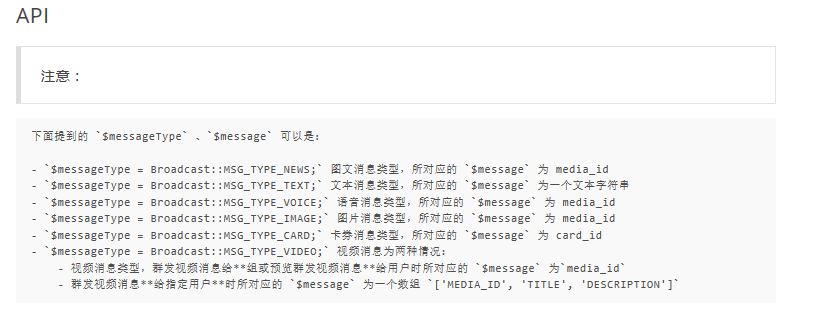 API
注意：
下面提到的 `$messageType` 、`$message` 可以是：
- `$messageType = Broadcast::MSG_TYPE_NEWS;` 图文消息类型，所对应的 `$message` 为 media_id
- `$messageType = Broadcast::MSG_TYPE_TEXT;` 文本消息类型，所对应的 `$message` 为一个文本字符串
- `$messageType = Broadcast::MSG_TYPE_VOICE;` 语音消息类型，所对应的 `$message` 为 media_id
- `$messageType = Broadcast::MSG_TYPE_IMAGE;` 图片消息类型，所对应的 `$message` 为 media_id
- `$messageType = Broadcast::MSG_TYPE_CARD;` 卡券消息类型，所对应的 `$message` 为 card_id
- `$messageType = Broadcast::MSG_TYPE_VIDEO;` 视频消息为两种情况：
    - 视频消息类型，群发视频消息给**组或预览群发视频消息**给用户时所对应的 `$message` 为`media_id`
    - 群发视频消息**给指定用户**时所对应的 `$message` 为一个数组 `['MEDIA_ID', 'TITLE', 'DESCRIPTION']`